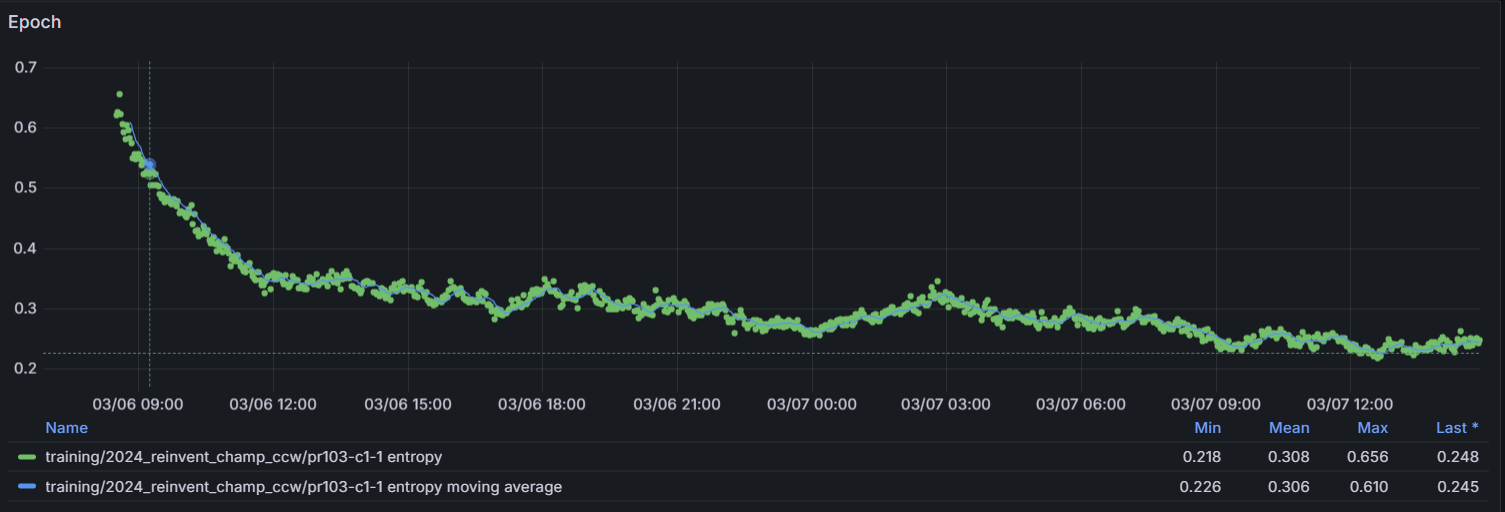 Epoch
0.7
0.6
0.5
0.4
0.3
0.2
03/06 09:00 03/06 12:00 03/06 15:00 03/06 18:00 03/06 21:00 03/07 00:00 03/07 03:00 03/07 06:00 03/07 09:00 03/07 12:00
Name Min Mean Max Last *
training/2024_reinvent_champ_ccw/pr103-c1-1 entropy 0.218 0.308 0.656 0.248
training/2024_reinvent_champ_ccw/pr103-c1-1 entropy moving average 0.226 0.306 0.610 0.245